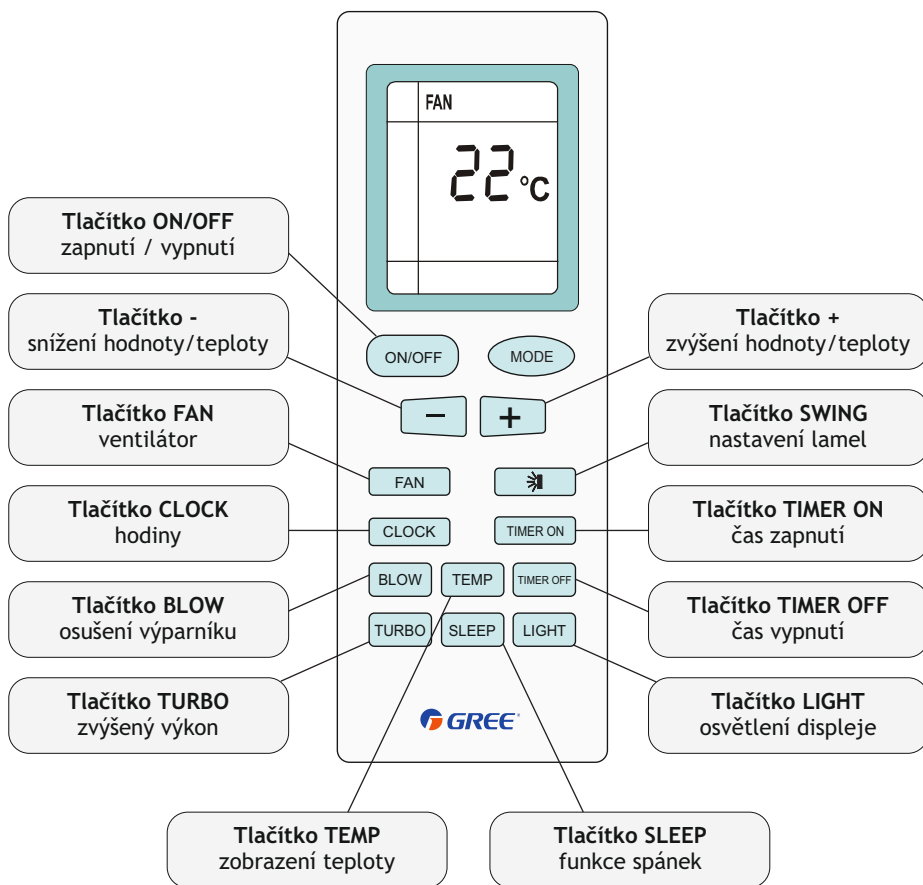 FAN
22 °C
Tlačítko ON/OFF
zapnutí / vypnutí
Tlačítko -
snížení hodnoty/teploty
Tlačítko +
zvýšení hodnoty/teploty
ON/OFF
MODE
−
+
Tlačítko FAN
ventilátor
Tlačítko SWING
nastavení lamel
FAN
Tlačítko CLOCK
hodiny
CLOCK
TIMER ON
Tlačítko TIMER ON
čas zapnutí
BLOW
TEMP
TIMER OFF
Tlačítko BLOW
osušení výparníku
Tlačítko TIMER OFF
čas vypnutí
TURBO
SLEEP
LIGHT
Tlačítko TURBO
zvýšený výkon
GREE
Tlačítko LIGHT
osvětlení displeje
Tlačítko TEMP
zobrazení teploty
Tlačítko SLEEP
funkce spánek